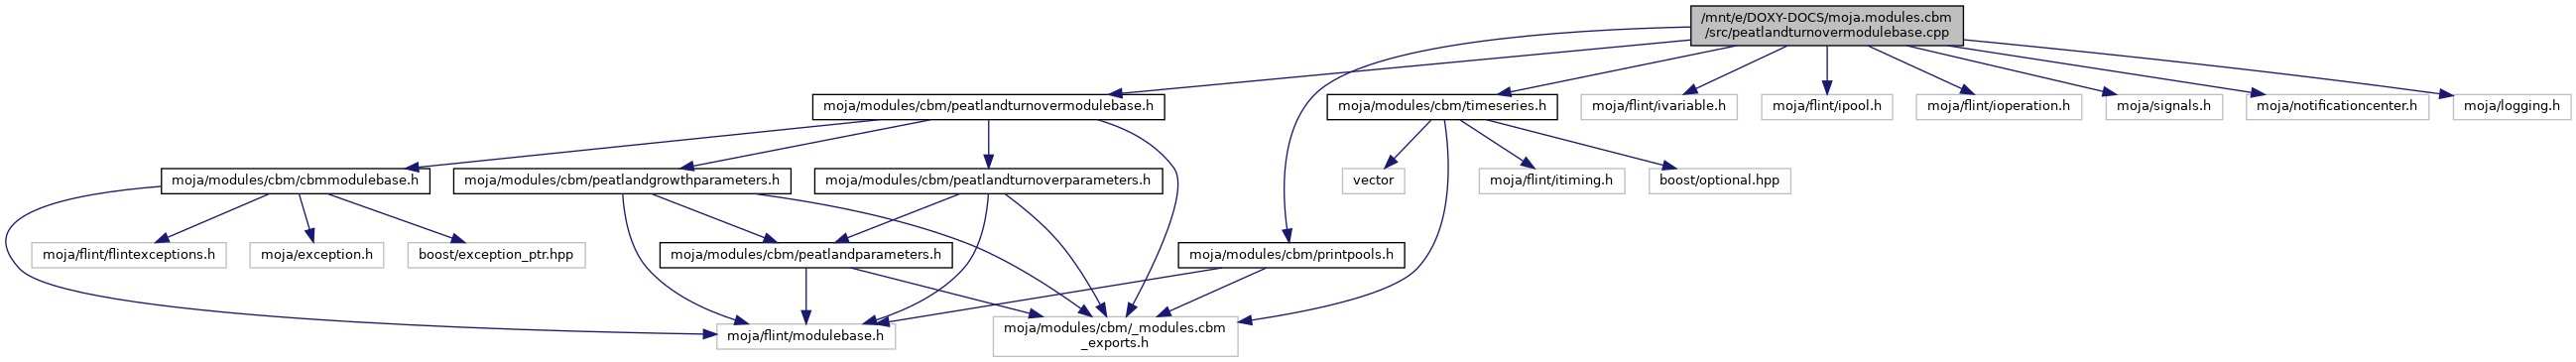 /mnt/e/DOXY-DOCS/moja.modules.cbm
/src/peatlandturnovermodulebase.cpp
moja/modules/cbm/peatlandturnovermodulebase.h
moja/modules/cbm/timeseries.h
moja/flint/ivariable.h
moja/flint/ipool.h
moja/flint/ioperation.h
moja/signals.h
moja/notificationcenter.h
moja/logging.h
moja/modules/cbm/cbmmodulebase.h
moja/modules/cbm/peatlandgrowthparameters.h
moja/modules/cbm/peatlandturnoverparameters.h
vector
moja/flint/itiming.h
boost/optional.hpp
moja/flint/flintexceptions.h
moja/exception.h
boost/exception_ptr.hpp
moja/modules/cbm/peatlandparameters.h
moja/modules/cbm/printpools.h
moja/flint/modulebase.h
moja/modules/cbm/_modules.cbm
_exports.h